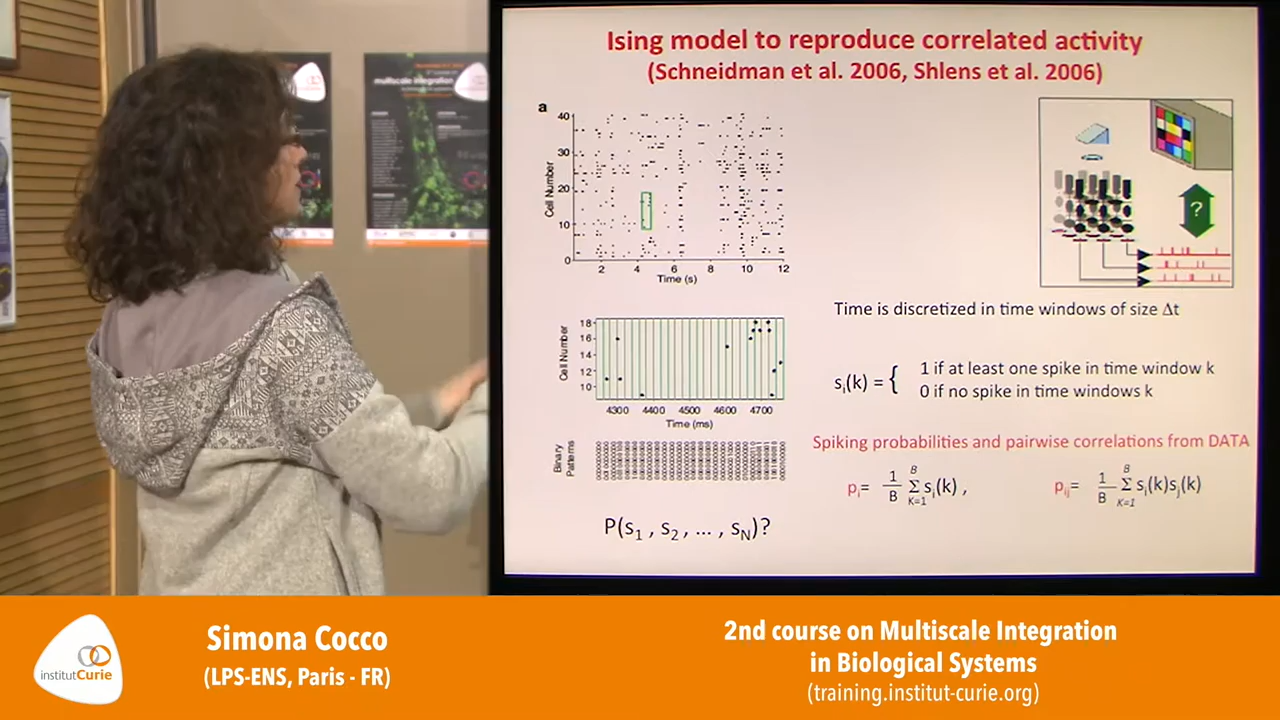 Ising model to reproduce correlated activity
(Schneidman et al. 2006, Shlens et al. 2006)
multiscale integration
a
40
30
20
10
0
Cell Number
2 4 6 8 10 12
Time (s)
?
Time is discretized in time windows of size Δt
18
16
14
12
10
Cell Number
4300 4400 4500 4600 4700
Time (ms)
si(k) = {
1 if at least one spike in time window k
0 if no spike in time windows k
Binary
Patterns
Spiking probabilities and pairwise correlations from DATA
pi= 1/B Σ K=1 B si(k) ,
pij= 1/B Σ K=1 B si(k)sj(k)
P(s1 , s2 , ... , sN)?
institutCurie
Simona Cocco
(LPS-ENS, Paris - FR)
2nd course on Multiscale Integration
in Biological Systems
(training.institut-curie.org)